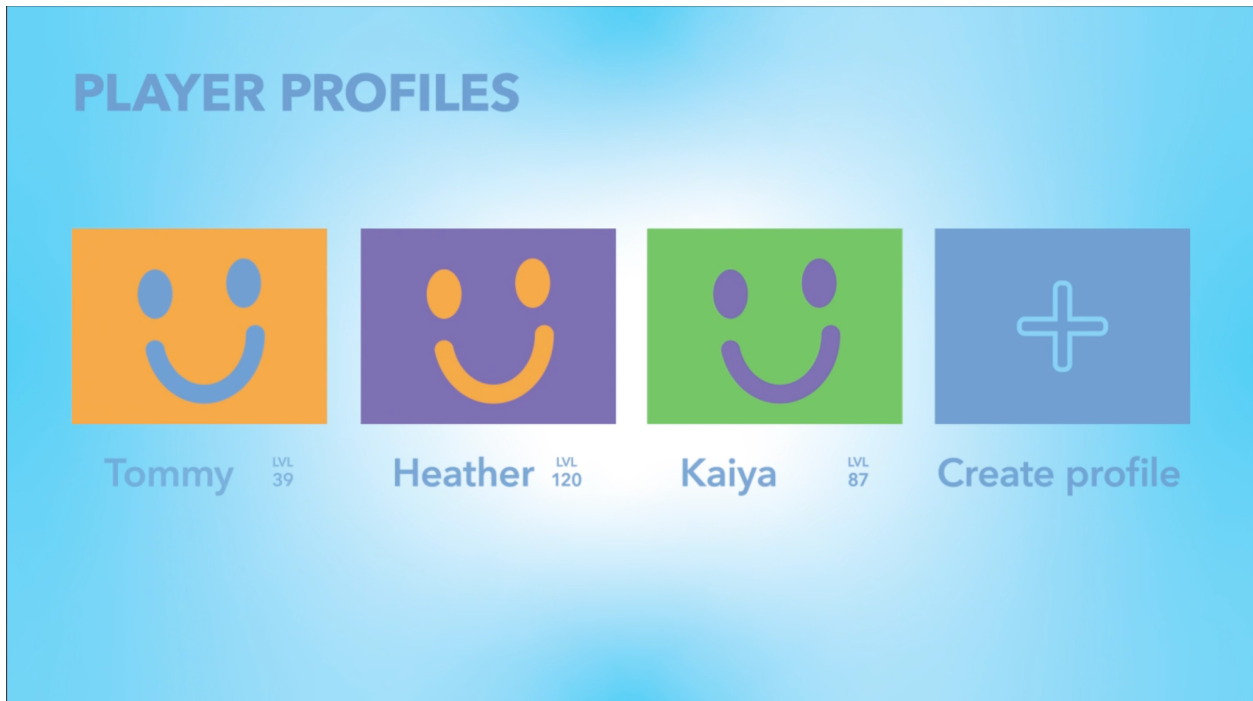 PLAYER PROFILES
Tommy LVL 39
Heather LVL 120
Kaiya LVL 87
Create profile